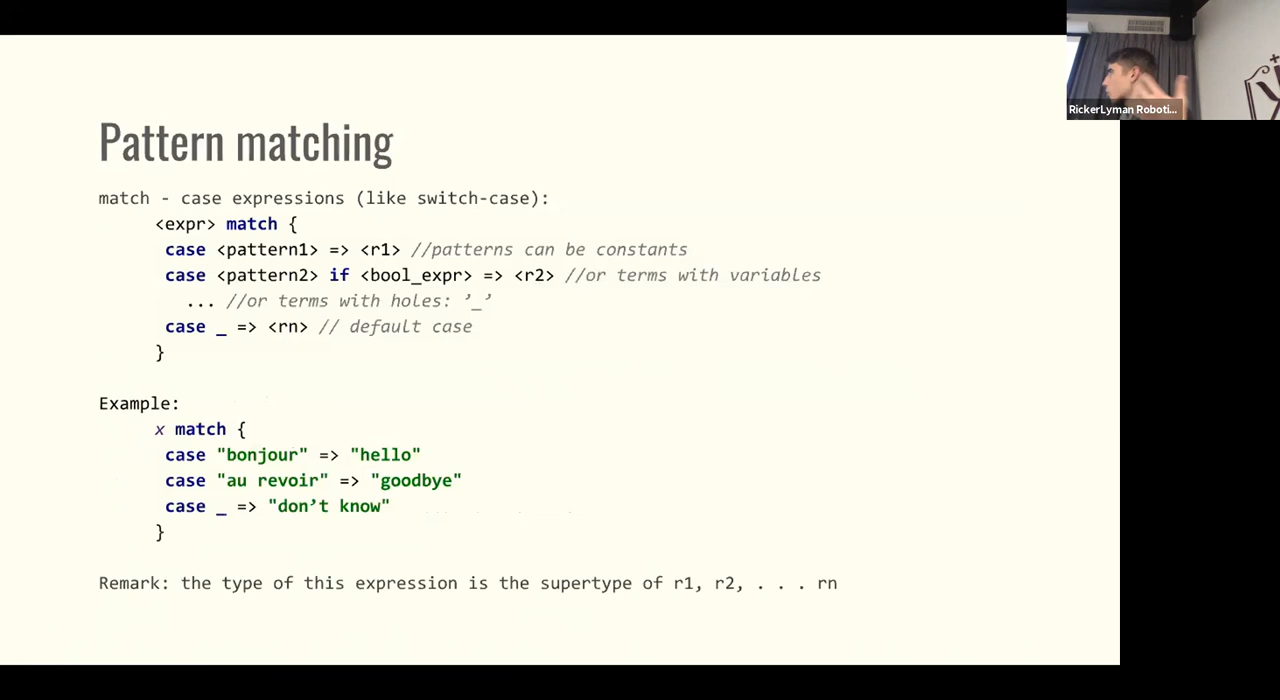 Pattern matching
match - case expressions (like switch-case):
<expr> match {
case <pattern1> => <r1> //patterns can be constants
case <pattern2> if <bool_expr> => <r2> //or terms with variables
... //or terms with holes: ’_’
case _ => <rn> // default case
}
Example:
x match {
case "bonjour" => "hello"
case "au revoir" => "goodbye"
case _ => "don’t know"
}
Remark: the type of this expression is the supertype of r1, r2, . . . rn
RickerLyman Roboti...